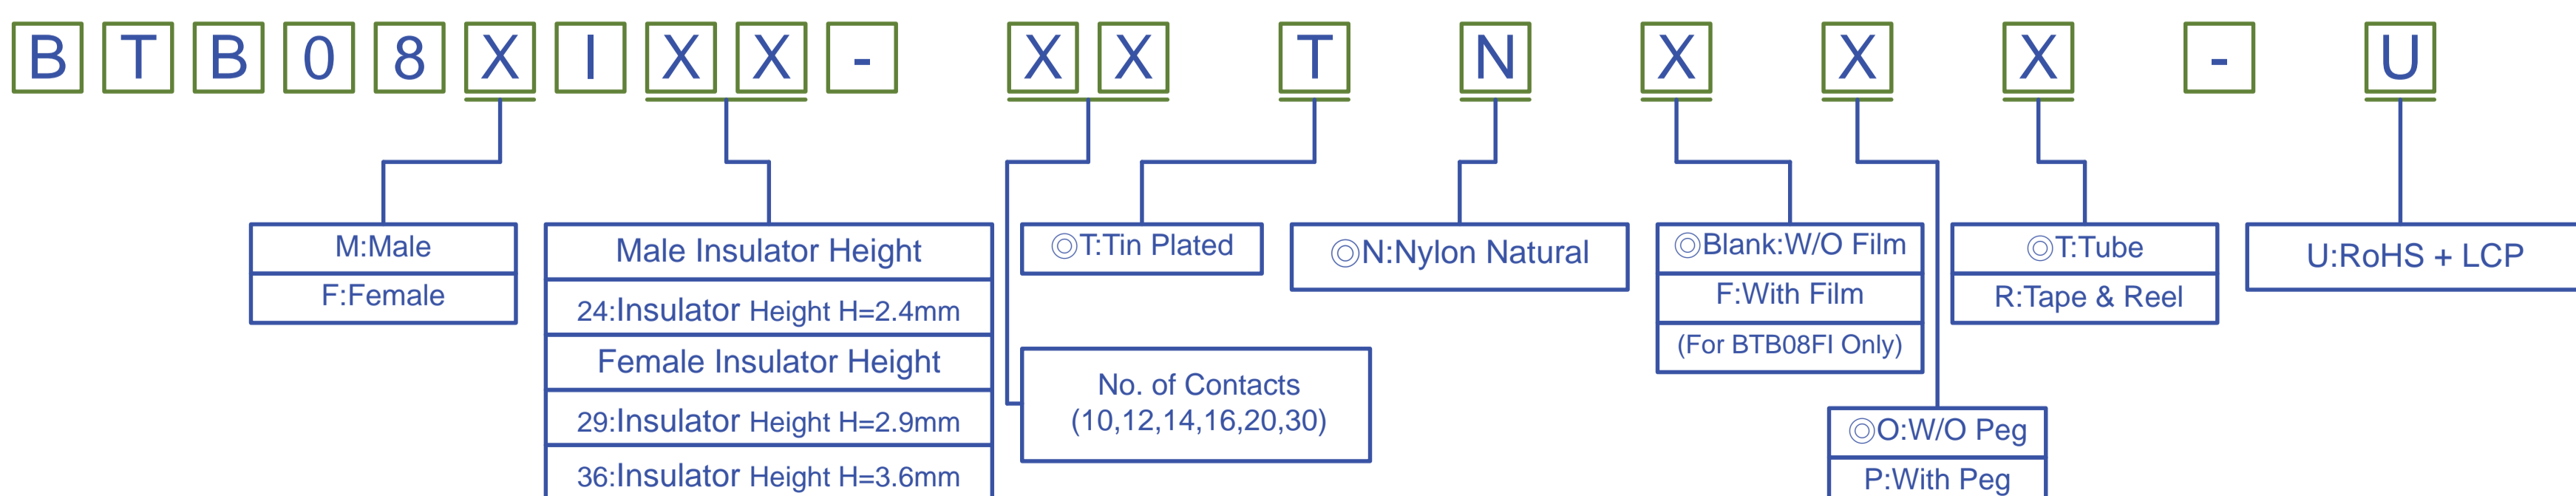 B T B 0 8 X I X X - X X T N X X X - U
M:Male
F:Female
Male Insulator Height
24:Insulator Height H=2.4mm
Female Insulator Height
29:Insulator Height H=2.9mm
36:Insulator Height H=3.6mm
◎T:Tin Plated
No. of Contacts
(10,12,14,16,20,30)
◎N:Nylon Natural
◎Blank:W/O Film
F:With Film
(For BTB08FI Only)
◎O:W/O Peg
P:With Peg
◎T:Tube
R:Tape & Reel
U:RoHS + LCP